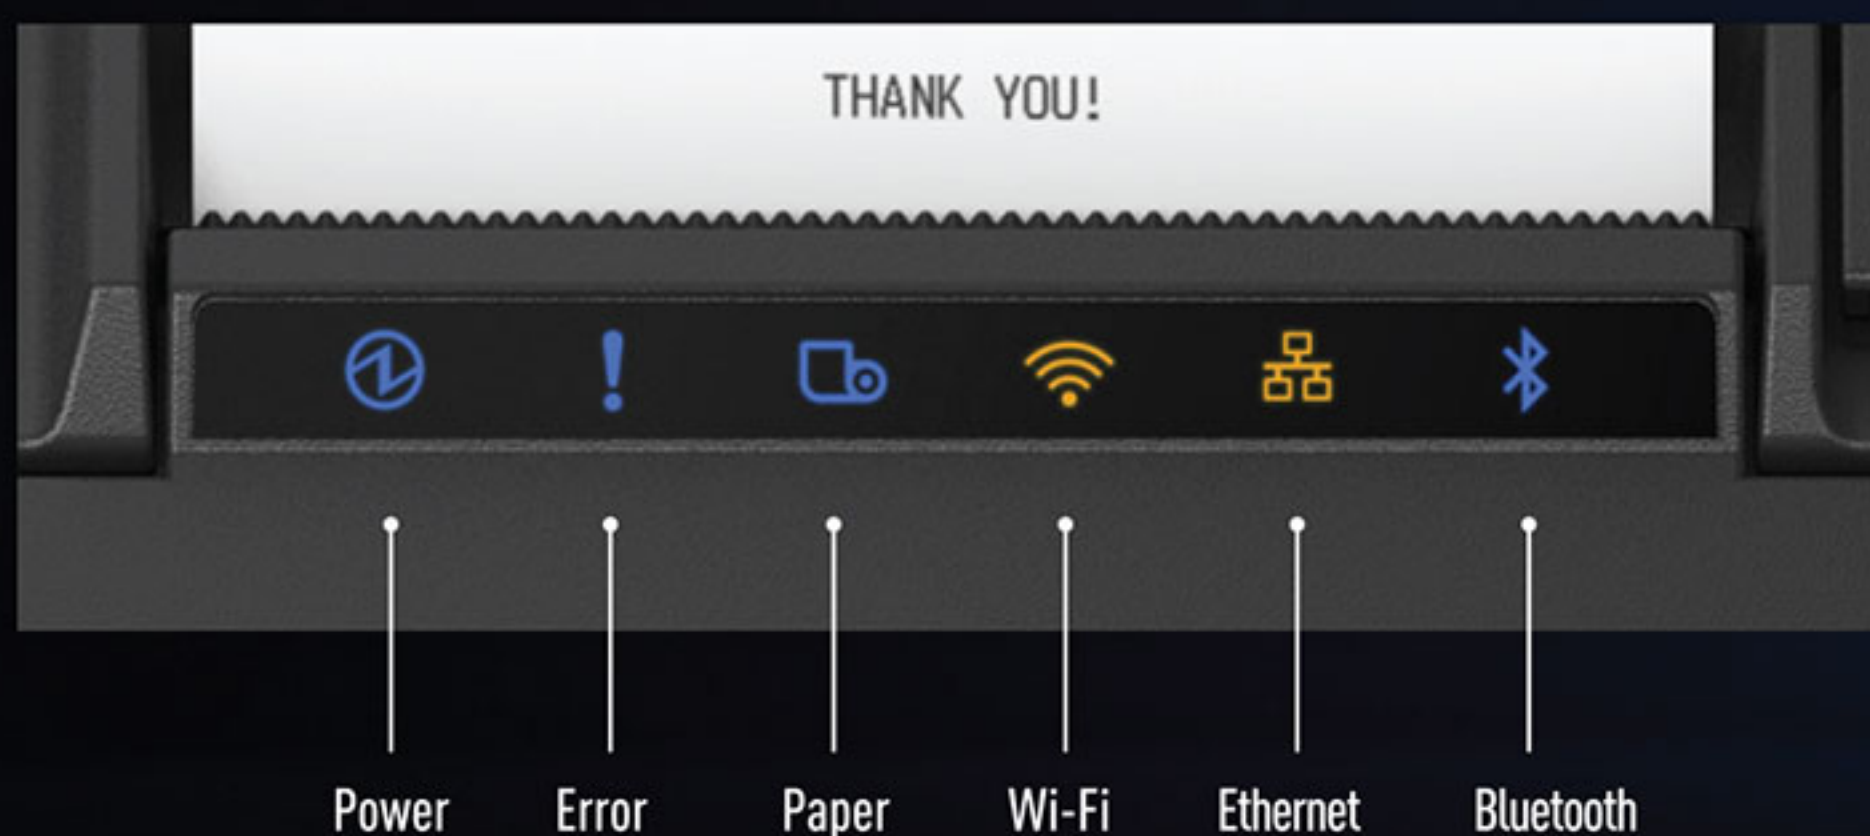 THANK YOU!
Power
Error
Paper
Wi-Fi
Ethernet
Bluetooth